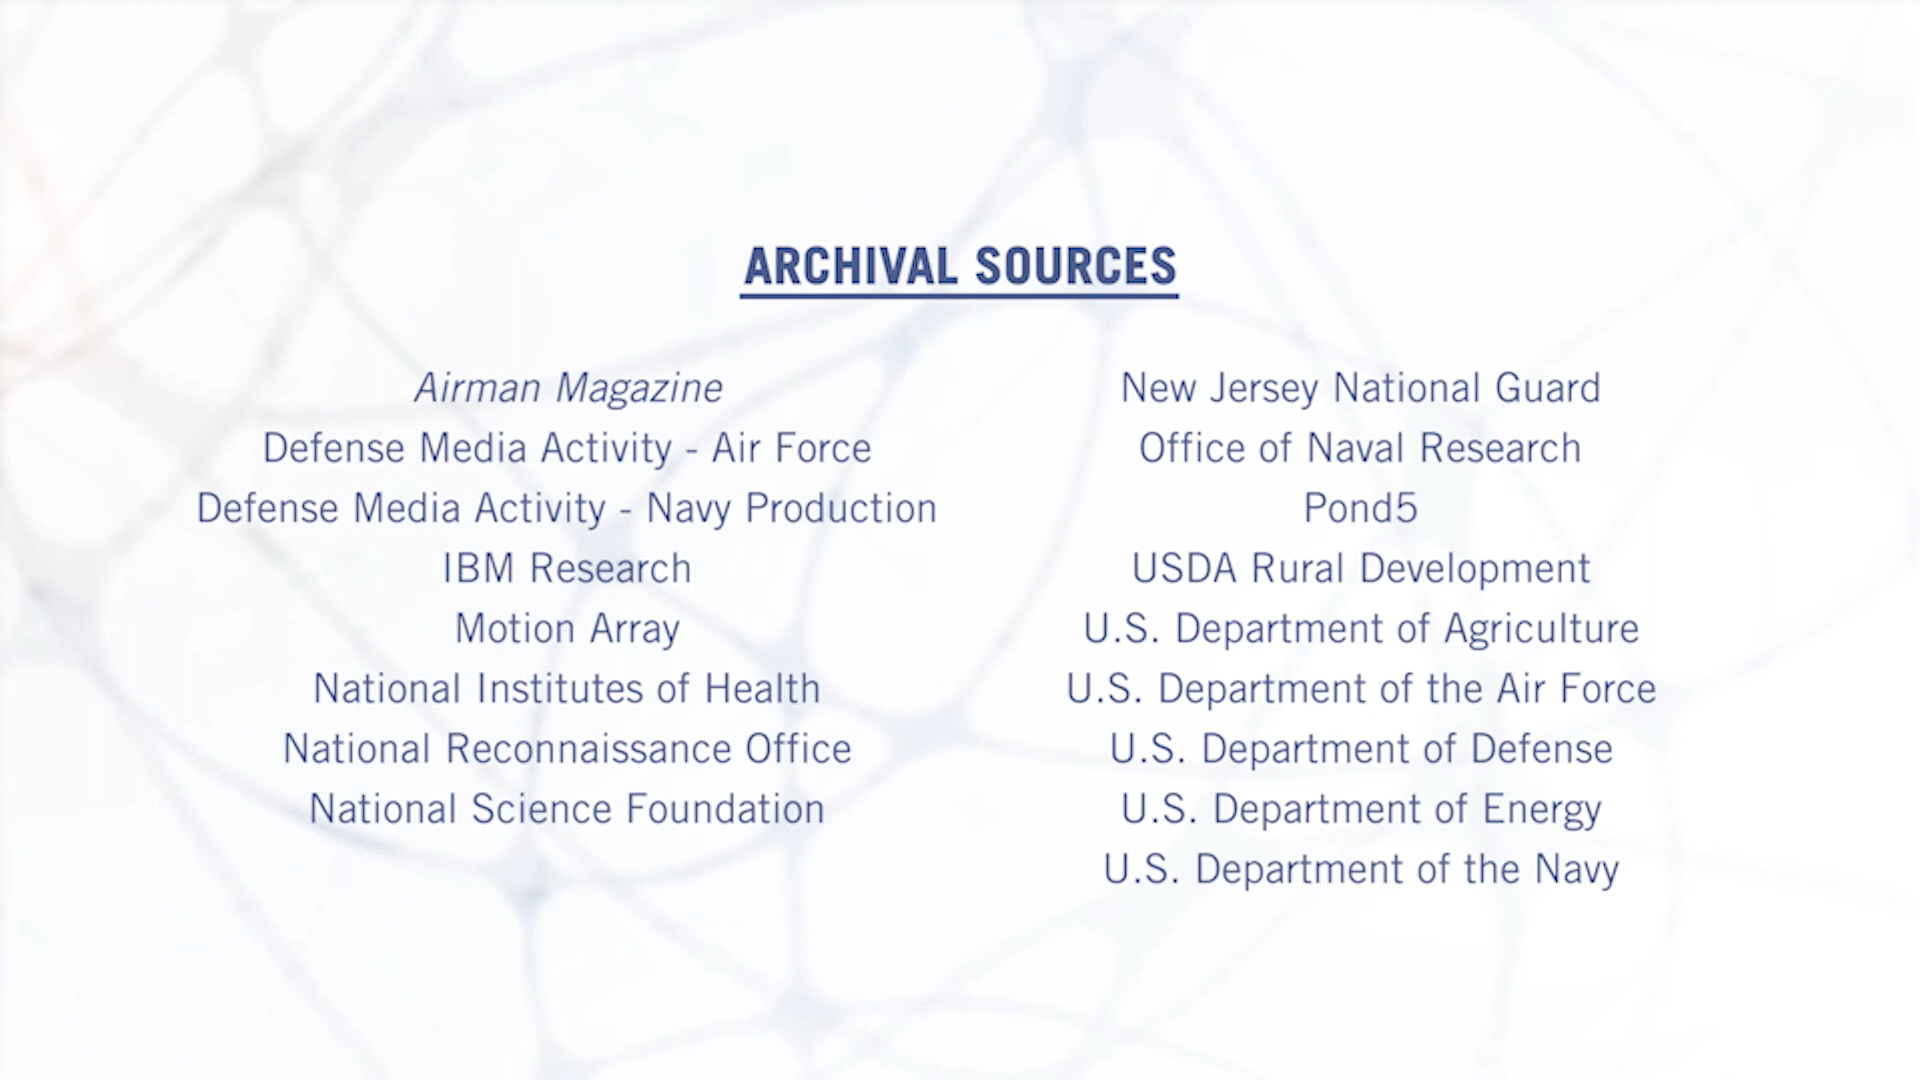 ARCHIVAL SOURCES
Airman Magazine
Defense Media Activity - Air Force
Defense Media Activity - Navy Production
IBM Research
Motion Array
National Institutes of Health
National Reconnaissance Office
National Science Foundation
New Jersey National Guard
Office of Naval Research
Pond5
USDA Rural Development
U.S. Department of Agriculture
U.S. Department of the Air Force
U.S. Department of Defense
U.S. Department of Energy
U.S. Department of the Navy